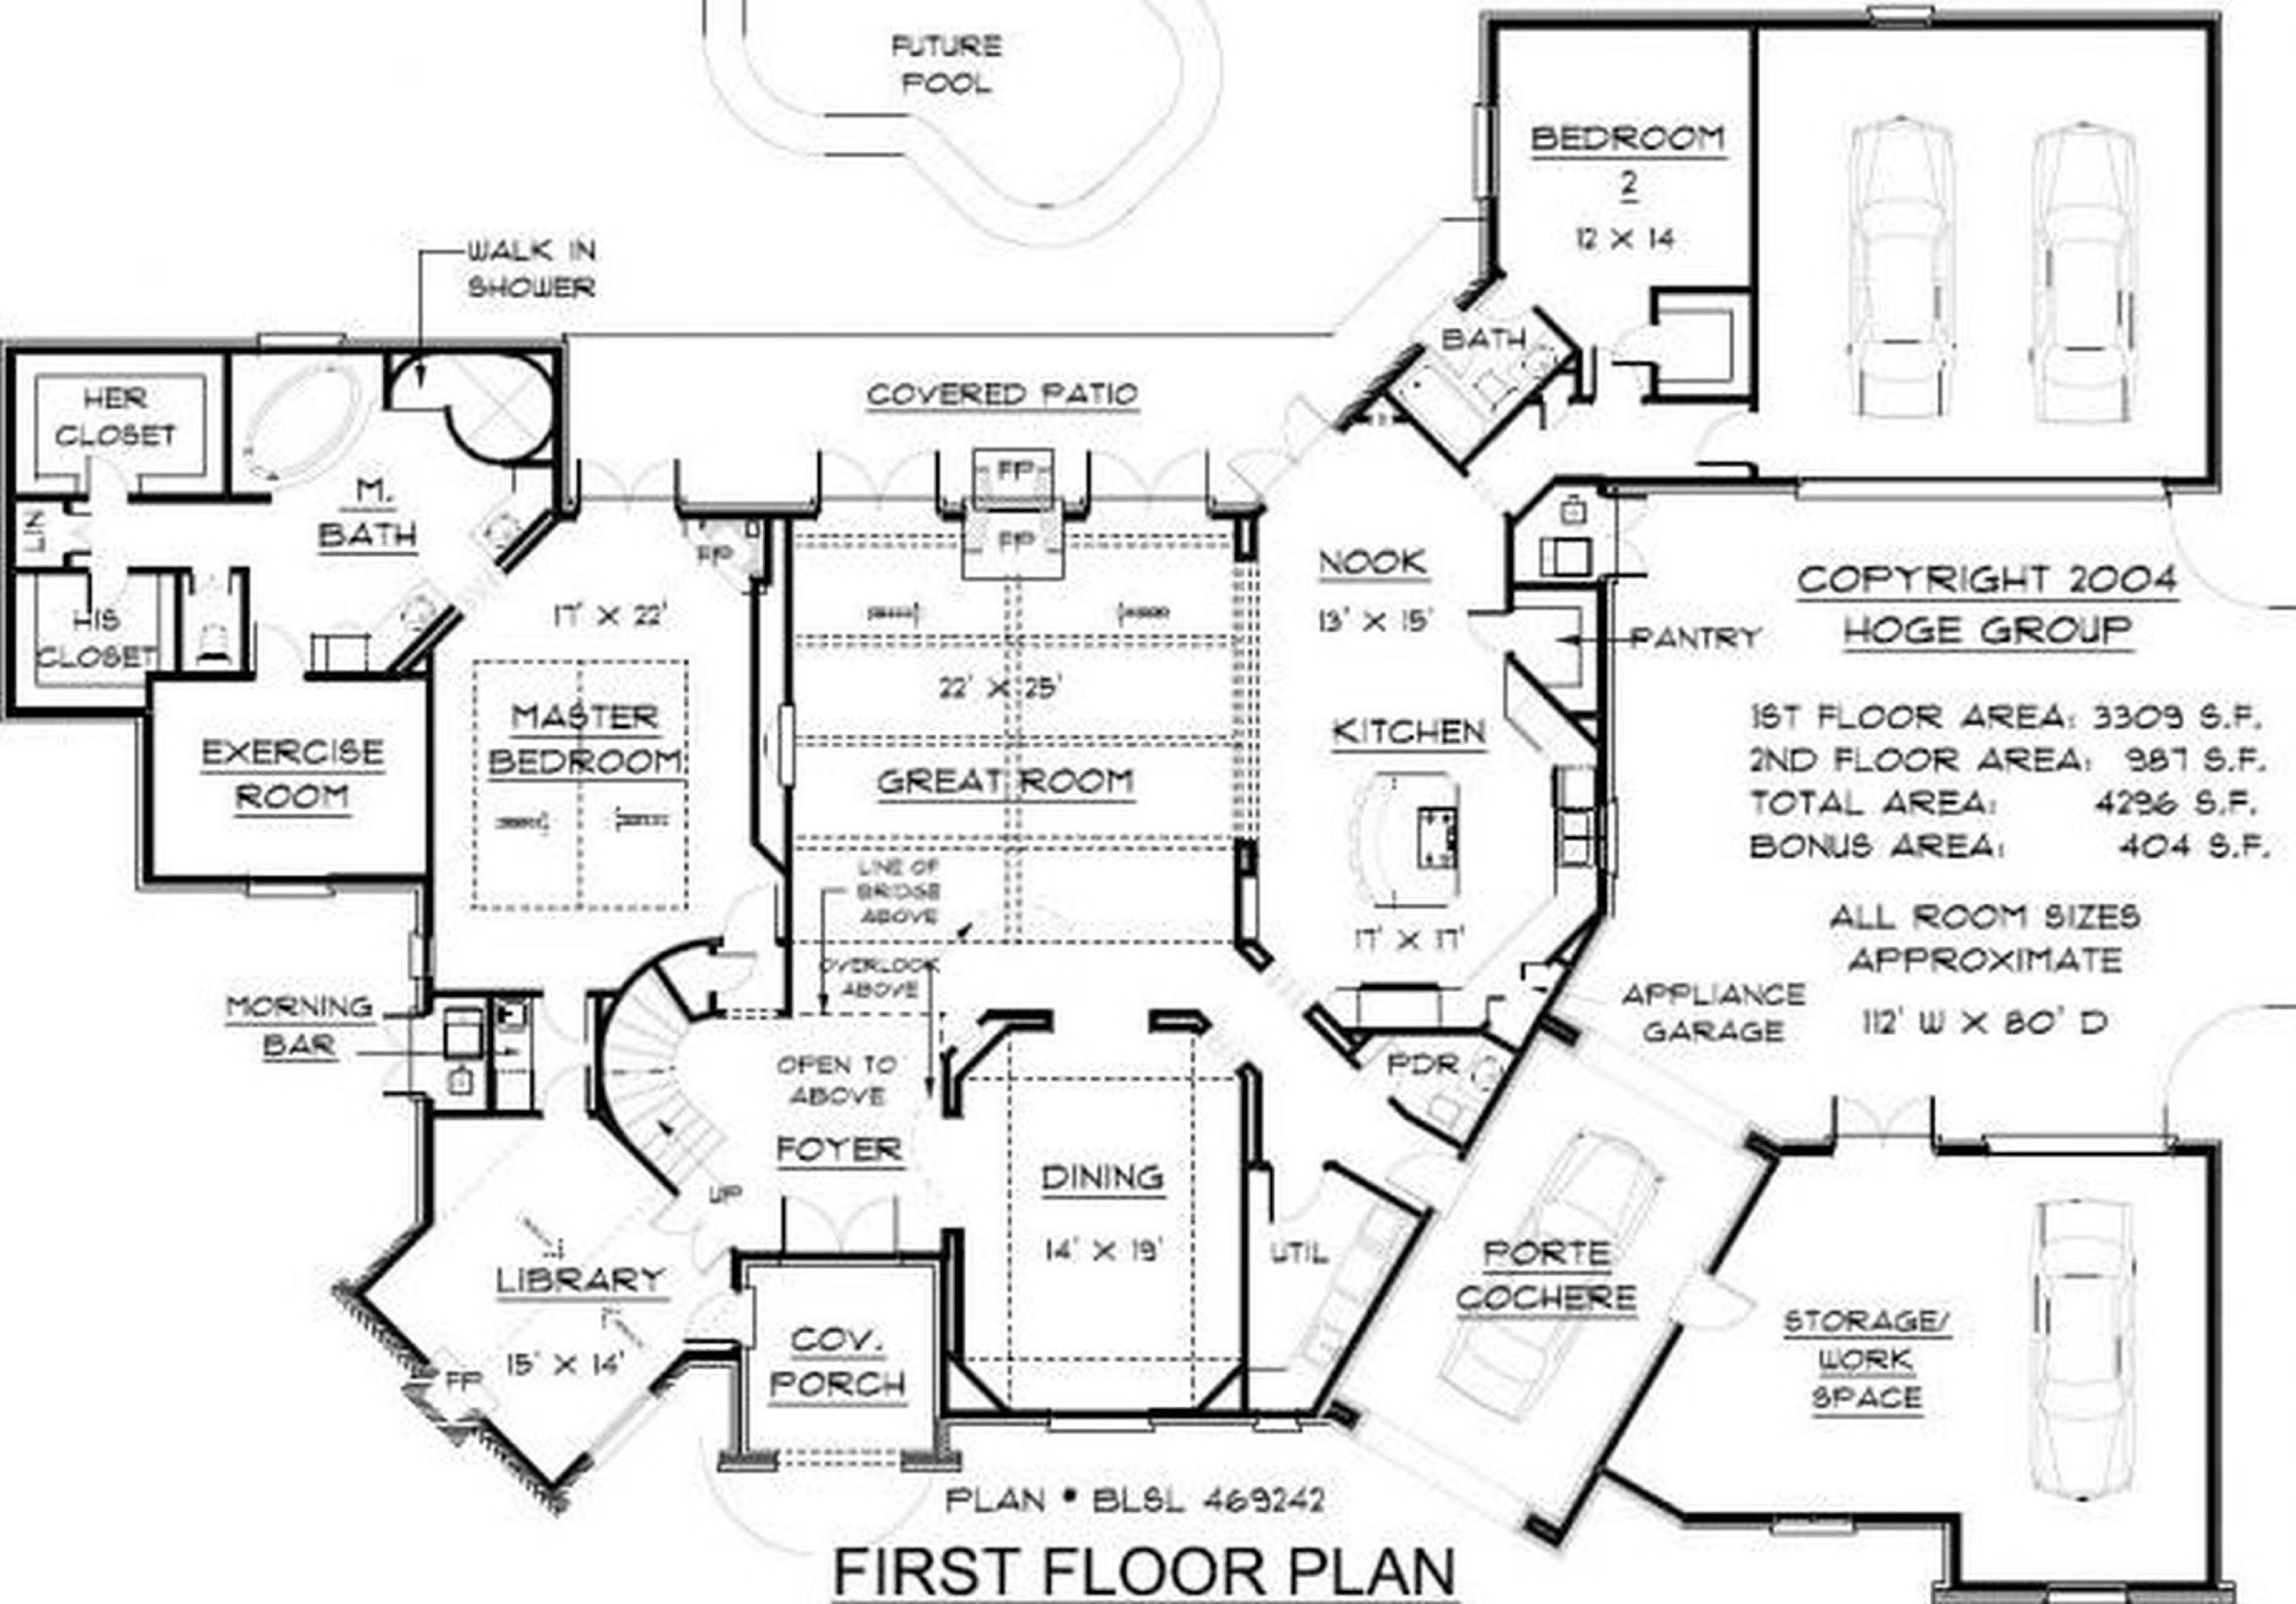 FUTURE
POOL
BEDROOM
2
12 X 14
WALK IN
SHOWER
BATH
HER
CLOSET
COVERED PATIO
FP
FP
FP
LIN
M.
BATH
NOOK
13' X 15'
COPYRIGHT 2004
HOGE GROUP
17' X 22'
HIS
CLOSET
PANTRY
22' X 25'
MASTER
BEDROOM
KITCHEN
1ST FLOOR AREA: 3309 S.F.
2ND FLOOR AREA: 987 S.F.
TOTAL AREA: 4296 S.F.
BONUS AREA: 404 S.F.
EXERCISE
ROOM
GREAT ROOM
LINE OF
BRIDGE
ABOVE
17' X 17'
ALL ROOM SIZES
APPROXIMATE
112' W X 80' D
OVERLOOK
ABOVE
MORNING
BAR
APPLIANCE
GARAGE
OPEN TO
ABOVE
PDR
FOYER
DINING
14' X 19'
UP
UTIL
PORTE
COCHERE
LIBRARY
15' X 14'
FP
COV.
PORCH
STORAGE/
WORK
SPACE
PLAN # BLSL 469242
FIRST FLOOR PLAN